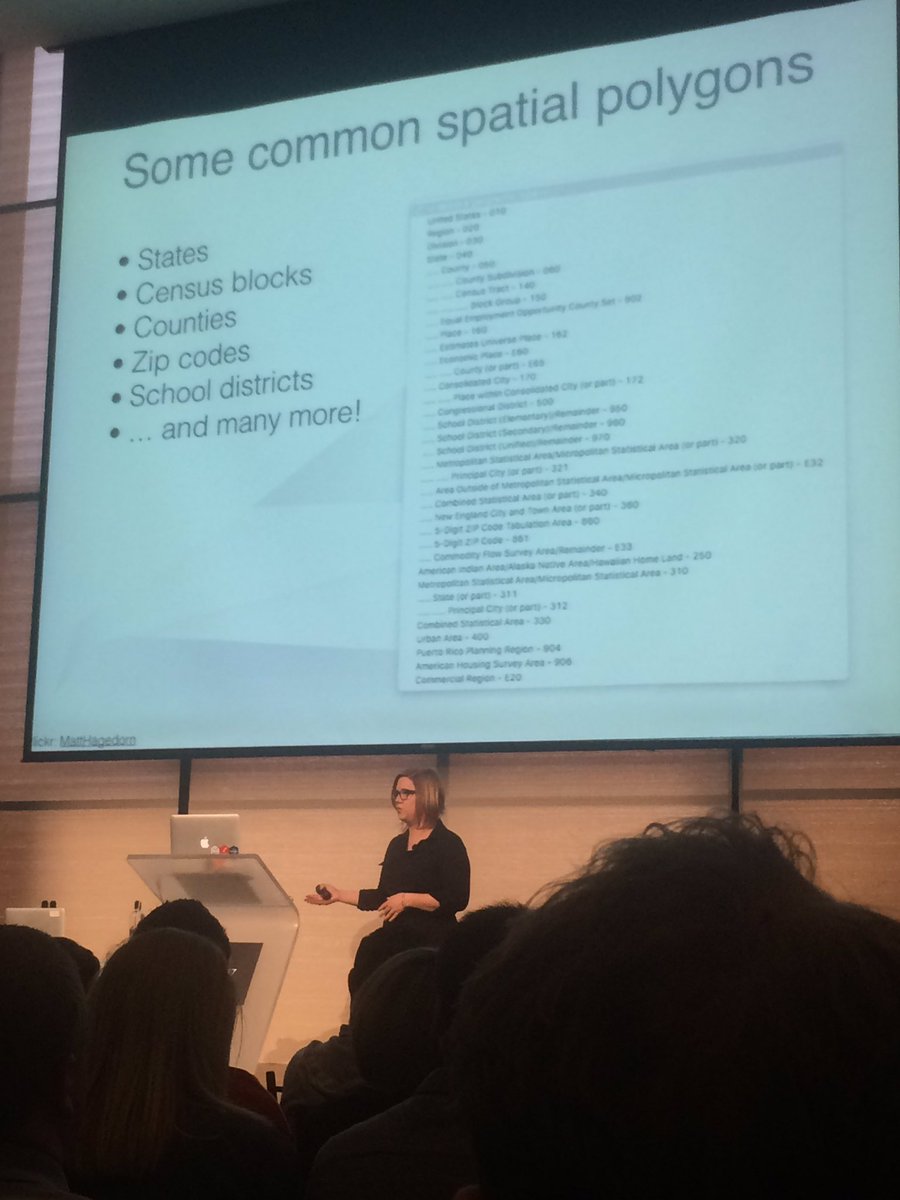 Some common spatial polygons
• States
• Census blocks
• Counties
• Zip codes
• School districts
• ... and many more!
United States - 010
Region - 020
Division - 030
State - 040
.... County - 050
........ County Subdivision - 060
........ Census Tract - 140
............ Block Group - 150
.... Equal Employment Opportunity County Set - 902
.... Place - 160
.... Estimates Universe Place - 162
.... Economic Place - E60
........ County (or part) - E65
.... Consolidated City - 170
........ Place within Consolidated City (or part) - 172
.... Congressional District - 500
.... School District (Elementary)/Remainder - 950
.... School District (Secondary)/Remainder - 960
.... School District (Unified)/Remainder - 970
.... Metropolitan Statistical Area/Micropolitan Statistical Area (or part) - 320
........ Principal City (or part) - 321
.... Area Outside of Metropolitan Statistical Area/Micropolitan Statistical Area (or part) - E32
.... Combined Statistical Area (or part) - 340
.... New England City and Town Area (or part) - 360
.... 5-Digit ZIP Code Tabulation Area - 860
.... 5-Digit ZIP Code - 861
.... Commodity Flow Survey Area/Remainder - E33
American Indian Area/Alaska Native Area/Hawaiian Home Land - 250
Metropolitan Statistical Area/Micropolitan Statistical Area - 310
.... State (or part) - 311
........ Principal City (or part) - 312
Combined Statistical Area - 330
Urban Area - 400
Puerto Rico Planning Region - 904
American Housing Survey Area - 906
Commercial Region - E20
flickr: MattHagedorn